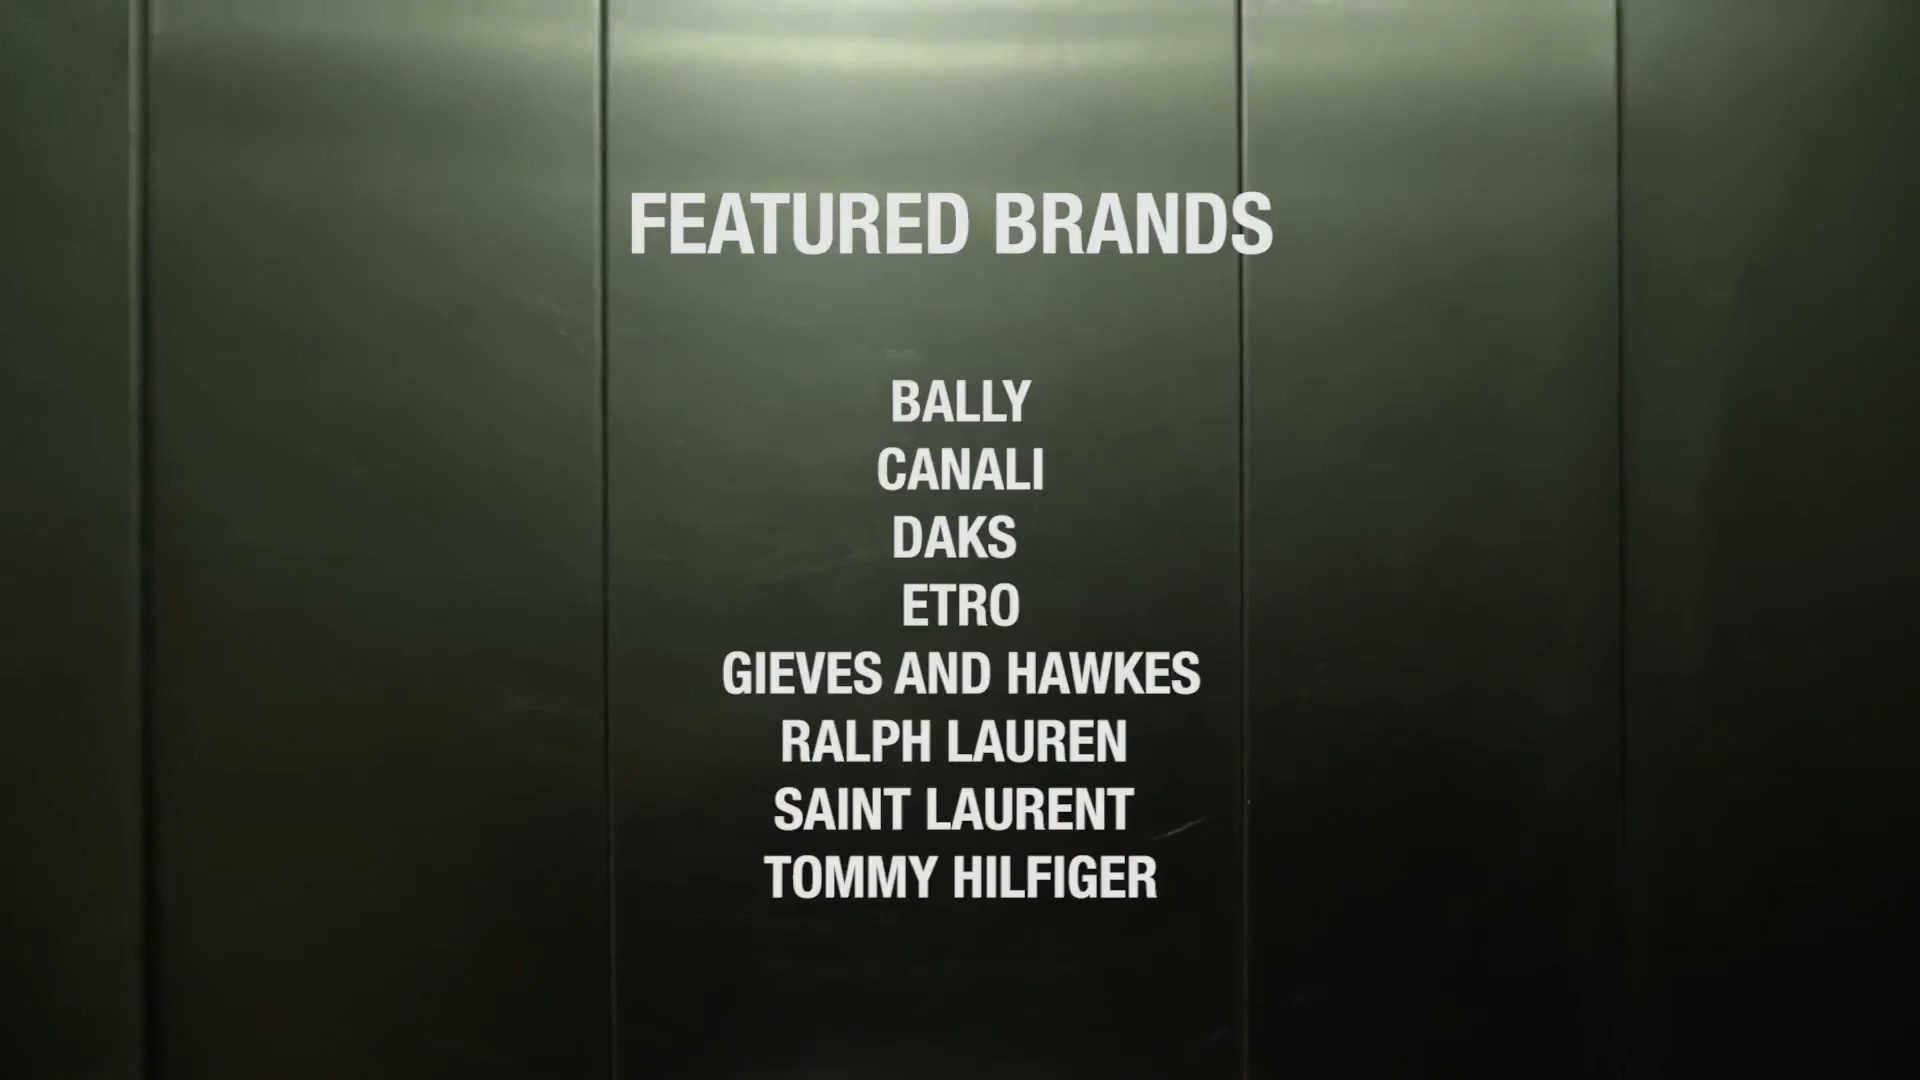 FEATURED BRANDS
BALLY
CANALI
DAKS
ETRO
GIEVES AND HAWKES
RALPH LAUREN
SAINT LAURENT
TOMMY HILFIGER